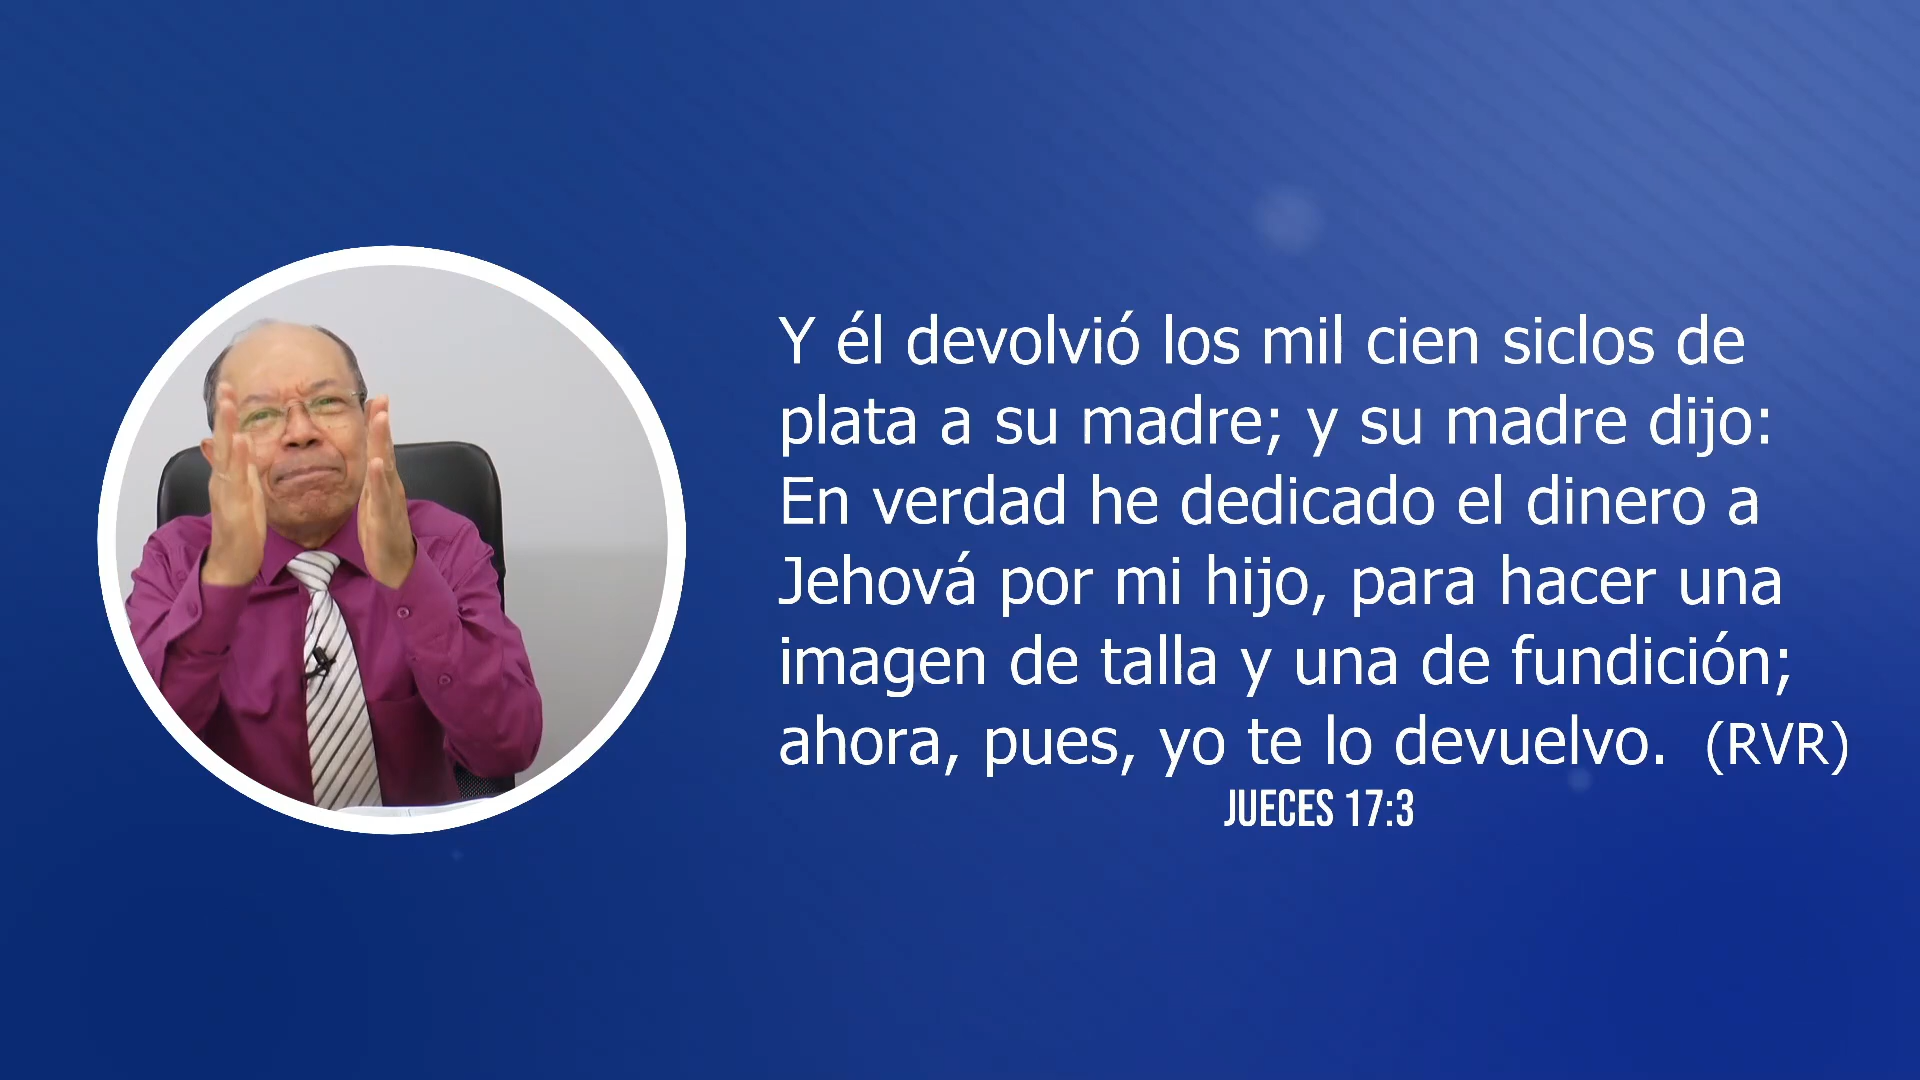 Y él devolvió los mil cien siclos de
plata a su madre; y su madre dijo:
En verdad he dedicado el dinero a
Jehová por mi hijo, para hacer una
imagen de talla y una de fundición;
ahora, pues, yo te lo devuelvo.  (RVR)
JUECES 17:3